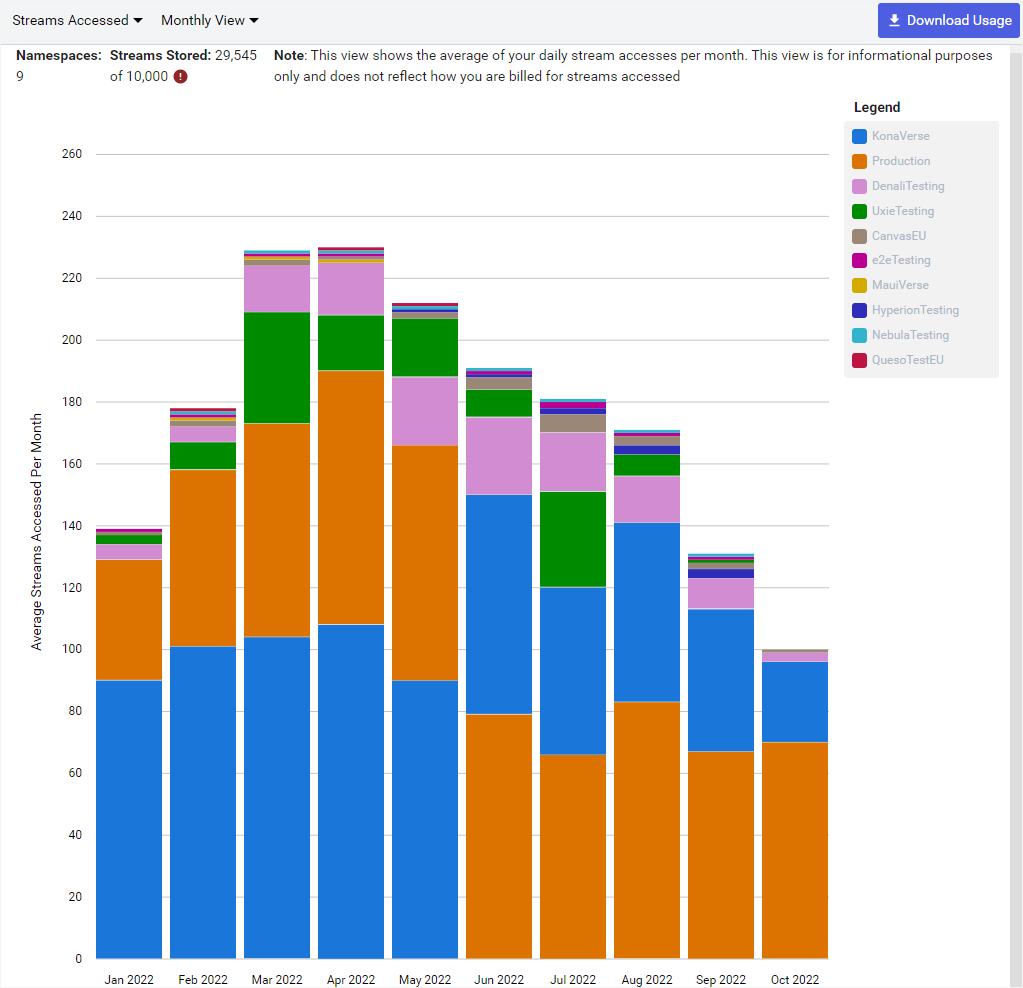 Streams Accessed Monthly View Download Usage
Namespaces: Streams Stored: 29,545 Note: This view shows the average of your daily stream accesses per month. This view is for informational purposes
9 of 10,000 ! only and does not reflect how you are billed for streams accessed
Legend
KonaVerse
Production
DenaliTesting
UxieTesting
CanvasEU
e2eTesting
MauiVerse
HyperionTesting
NebulaTesting
QuesoTestEU
Average Streams Accessed Per Month
260
240
220
200
180
160
140
120
100
80
60
40
20
0
Jan 2022 Feb 2022 Mar 2022 Apr 2022 May 2022 Jun 2022 Jul 2022 Aug 2022 Sep 2022 Oct 2022